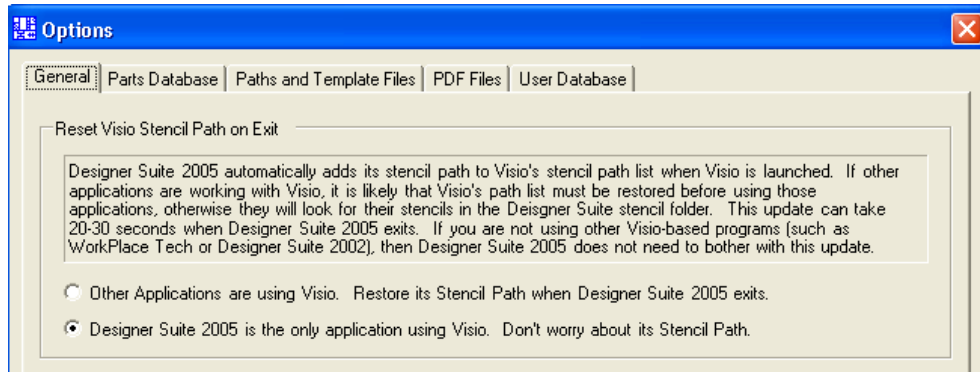 Options
General Parts Database Paths and Template Files PDF Files User Database
Reset Visio Stencil Path on Exit
Designer Suite 2005 automatically adds its stencil path to Visio's stencil path list when Visio is launched. If other
applications are working with Visio, it is likely that Visio's path list must be restored before using those
applications, otherwise they will look for their stencils in the Deisgner Suite stencil folder. This update can take
20-30 seconds when Designer Suite 2005 exits. If you are not using other Visio-based programs (such as
WorkPlace Tech or Designer Suite 2002), then Designer Suite 2005 does not need to bother with this update.
Other Applications are using Visio. Restore its Stencil Path when Designer Suite 2005 exits.
Designer Suite 2005 is the only application using Visio. Don't worry about its Stencil Path.